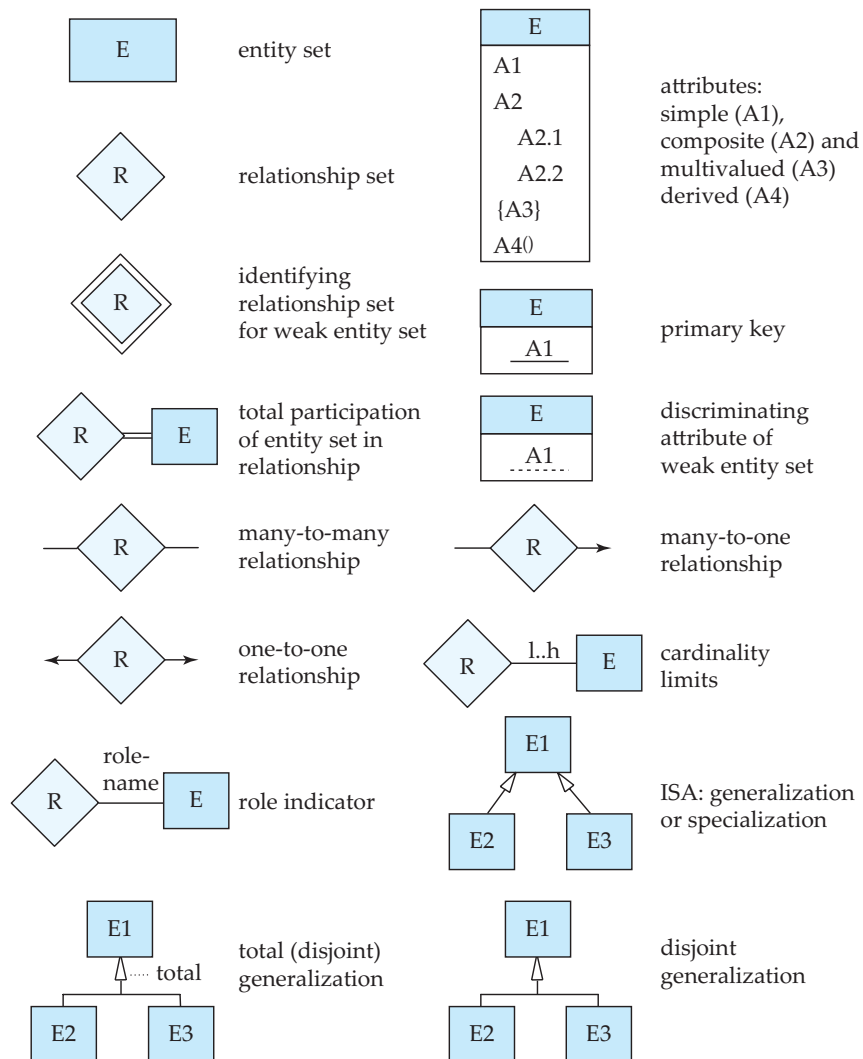 E
entity set
R
relationship set
R
identifying
relationship set
for weak entity set
R
E
total participation
of entity set in
relationship
R
many-to-many
relationship
R
one-to-one
relationship
role-
name
R
E
role indicator
E1
total
E2
E3
total (disjoint)
generalization
E
A1
A2
A2.1
A2.2
{A3}
A4()
attributes:
simple (A1),
composite (A2) and
multivalued (A3)
derived (A4)
E
A1
primary key
E
A1
discriminating
attribute of
weak entity set
R
many-to-one
relationship
R
l..h
E
cardinality
limits
E1
E2
E3
ISA: generalization
or specialization
E1
E2
E3
disjoint
generalization